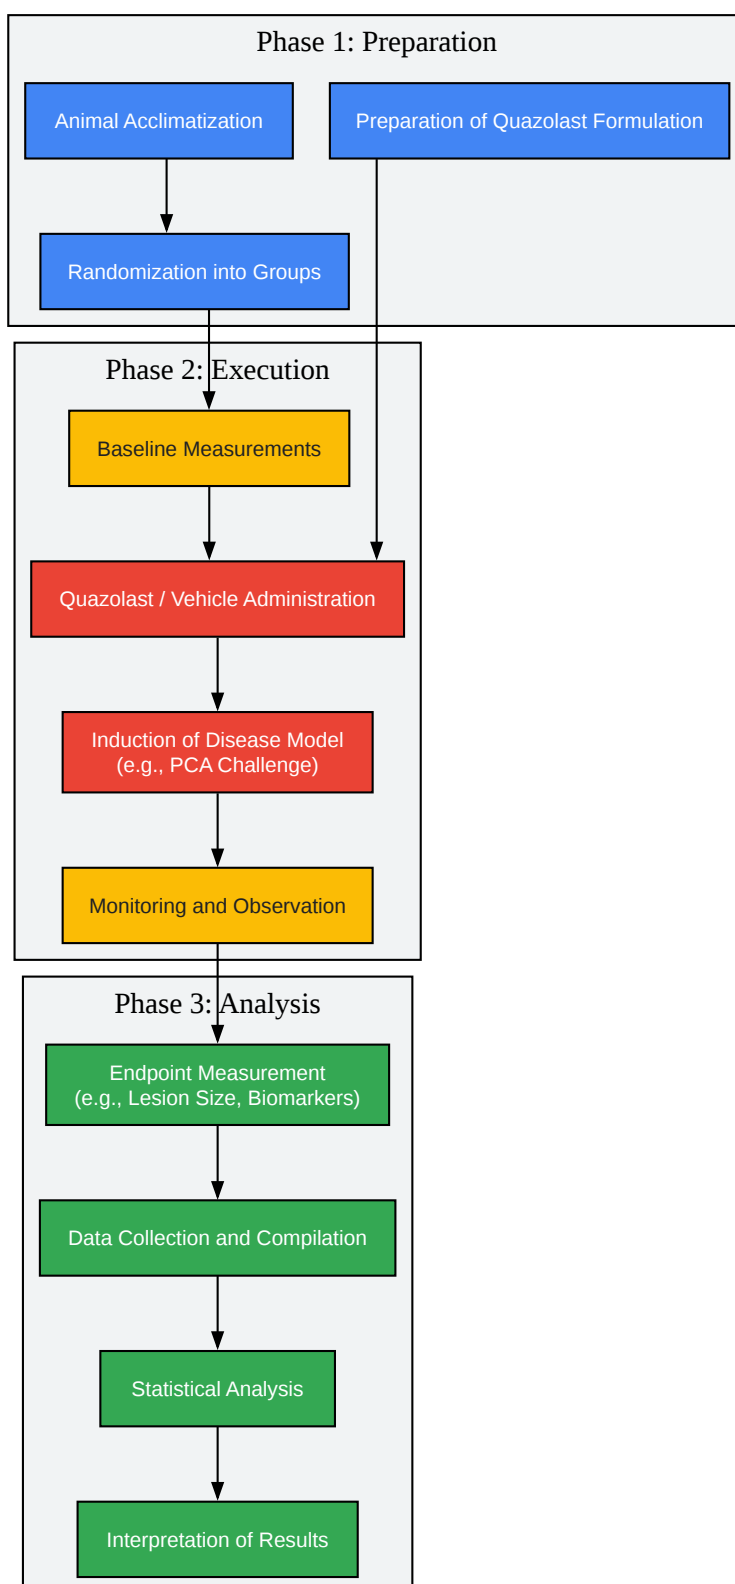 Phase 1: Preparation
Animal Acclimatization
Preparation of Quazolast Formulation
Randomization into Groups
Phase 2: Execution
Baseline Measurements
Quazolast / Vehicle Administration
Induction of Disease Model
(e.g., PCA Challenge)
Monitoring and Observation
Phase 3: Analysis
Endpoint Measurement
(e.g., Lesion Size, Biomarkers)
Data Collection and Compilation
Statistical Analysis
Interpretation of Results